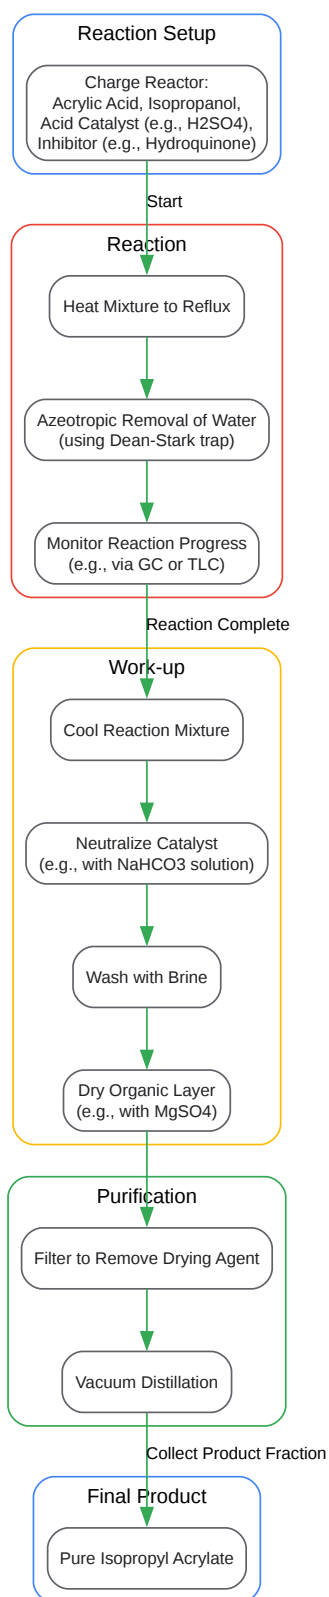 Reaction Setup
Charge Reactor:
Acrylic Acid, Isopropanol,
Acid Catalyst (e.g., H2SO4),
Inhibitor (e.g., Hydroquinone)
Start
Reaction
Heat Mixture to Reflux
Azeotropic Removal of Water
(using Dean-Stark trap)
Monitor Reaction Progress
(e.g., via GC or TLC)
Reaction Complete
Work-up
Cool Reaction Mixture
Neutralize Catalyst
(e.g., with NaHCO3 solution)
Wash with Brine
Dry Organic Layer
(e.g., with MgSO4)
Purification
Filter to Remove Drying Agent
Vacuum Distillation
Collect Product Fraction
Final Product
Pure Isopropyl Acrylate